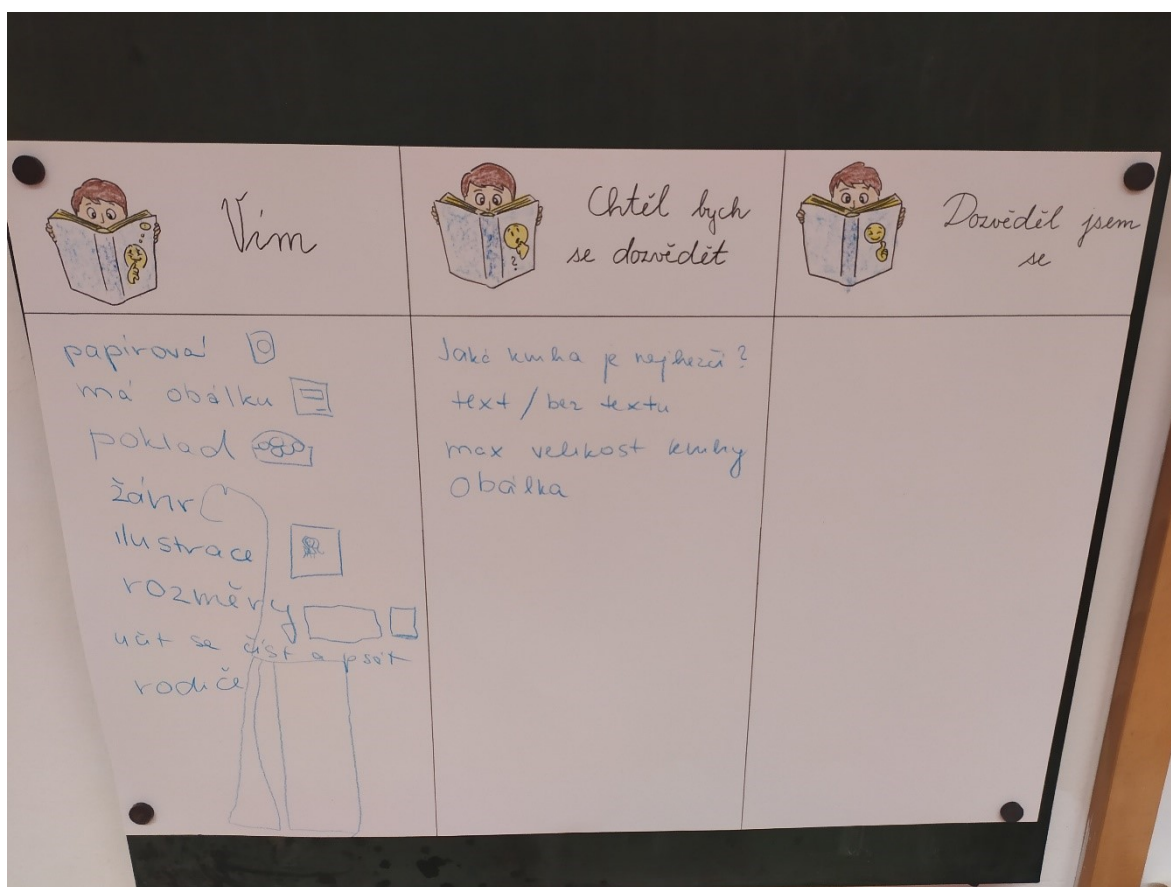 Vím
papírová
má obálku
poklad
žánr
ilustrace
rozměry
učit se číst a psát
rodiče
Chtěl bych
se dozvědět
Jaká kniha je nejhezčí?
text / bez textu
max velikost knihy
Obálka
Dozvěděl jsem
se